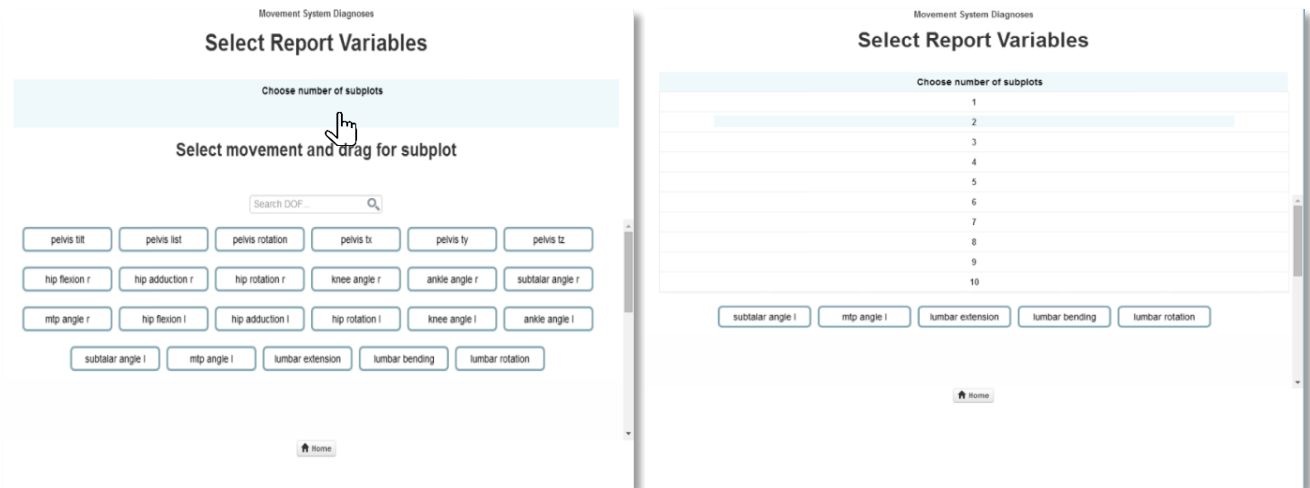 Movement System Diagnoses
Select Report Variables
Choose number of subplots
Select movement and drag for subplot
Search DOF...
pelvis tilt pelvis list pelvis rotation pelvis tx pelvis ty pelvis tz
hip flexion r hip adduction r hip rotation r knee angle r ankle angle r subtalar angle r
mtp angle r hip flexion l hip adduction l hip rotation l knee angle l ankle angle l
subtalar angle l mtp angle l lumbar extension lumbar bending lumbar rotation
Home
Movement System Diagnoses
Select Report Variables
Choose number of subplots
1
2
3
4
5
6
7
8
9
10
subtalar angle l mtp angle l lumbar extension lumbar bending lumbar rotation
Home